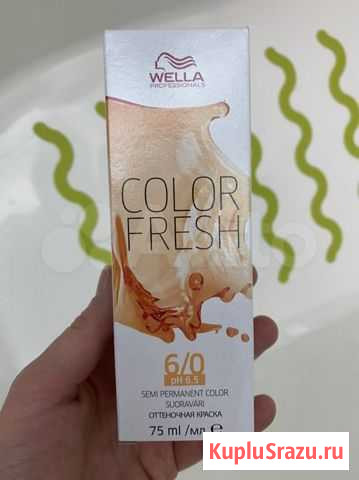 WELLA
PROFESSIONALS
COLOR
FRESH
6/0
pH 6.5
SEMI PERMANENT COLOR
SUORAVÄRI
ОТТЕНОЧНАЯ КРАСКА
75 ml /мл e
KupluSrazu.ru